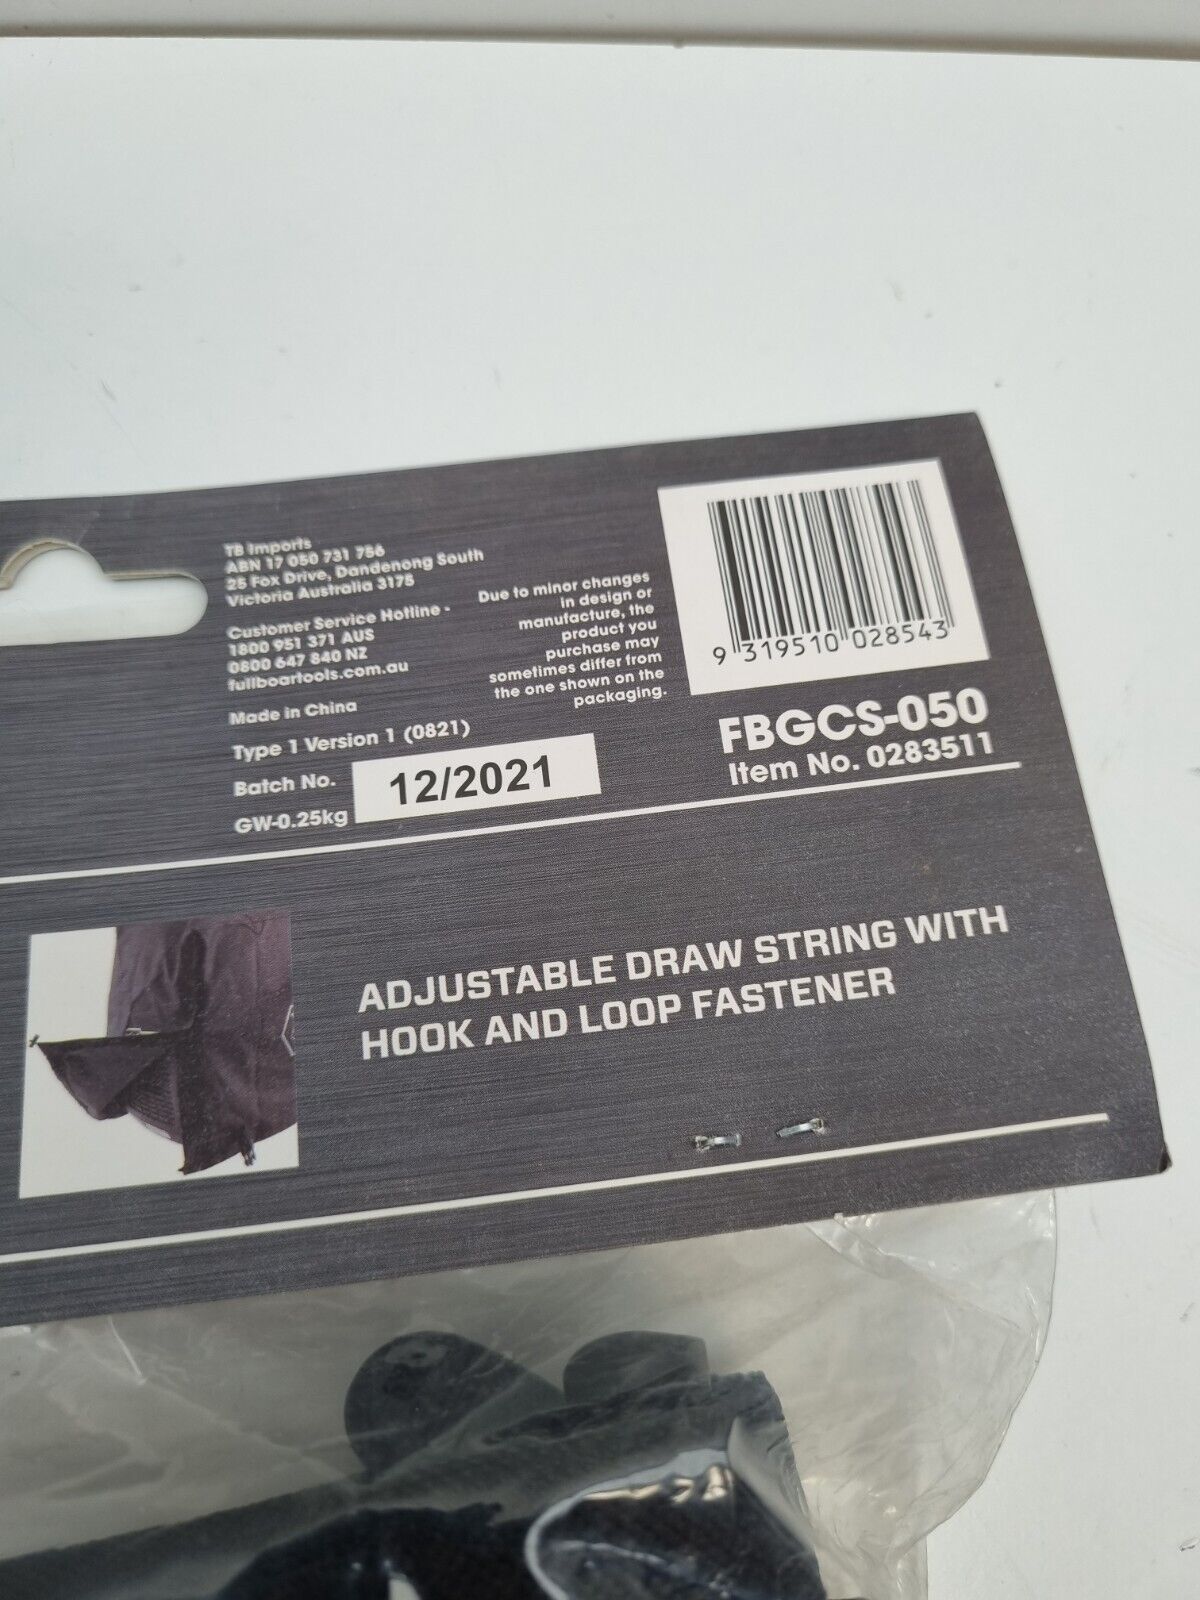 TB Imports
ABN 17 050 731 756
25 Fox Drive, Dandenong South
Victoria Australia 3175
Customer Service Hotline -
1800 951 371 AUS
0800 647 840 NZ
fullboartools.com.au
Made in China
Type 1 Version 1 (0821)
Batch No. 12/2021
GW-0.25kg
Due to minor changes
in design or
manufacture, the
product you
purchase may
sometimes differ from
the one shown on the
packaging.
9 319510 028543
FBGCS-050
Item No. 0283511
ADJUSTABLE DRAW STRING WITH
HOOK AND LOOP FASTENER